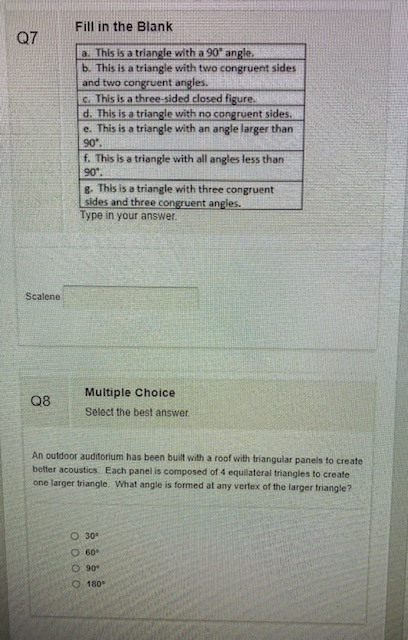 Q7
Fill in the Blank
a. This is a triangle with a 90° angle.
b. This is a triangle with two congruent sides
and two congruent angles.
c. This is a three-sided closed figure.
d. This is a triangle with no congruent sides.
e. This is a triangle with an angle larger than
90°.
f. This is a triangle with all angles less than
90°.
g. This is a triangle with three congruent
sides and three congruent angles.
Type in your answer.
Scalene
Q8
Multiple Choice
Select the best answer.
An outdoor auditorium has been built with a roof with triangular panels to create
better acoustics. Each panel is composed of 4 equilateral triangles to create
one larger triangle. What angle is formed at any vertex of the larger triangle?
30°
60°
90°
180°